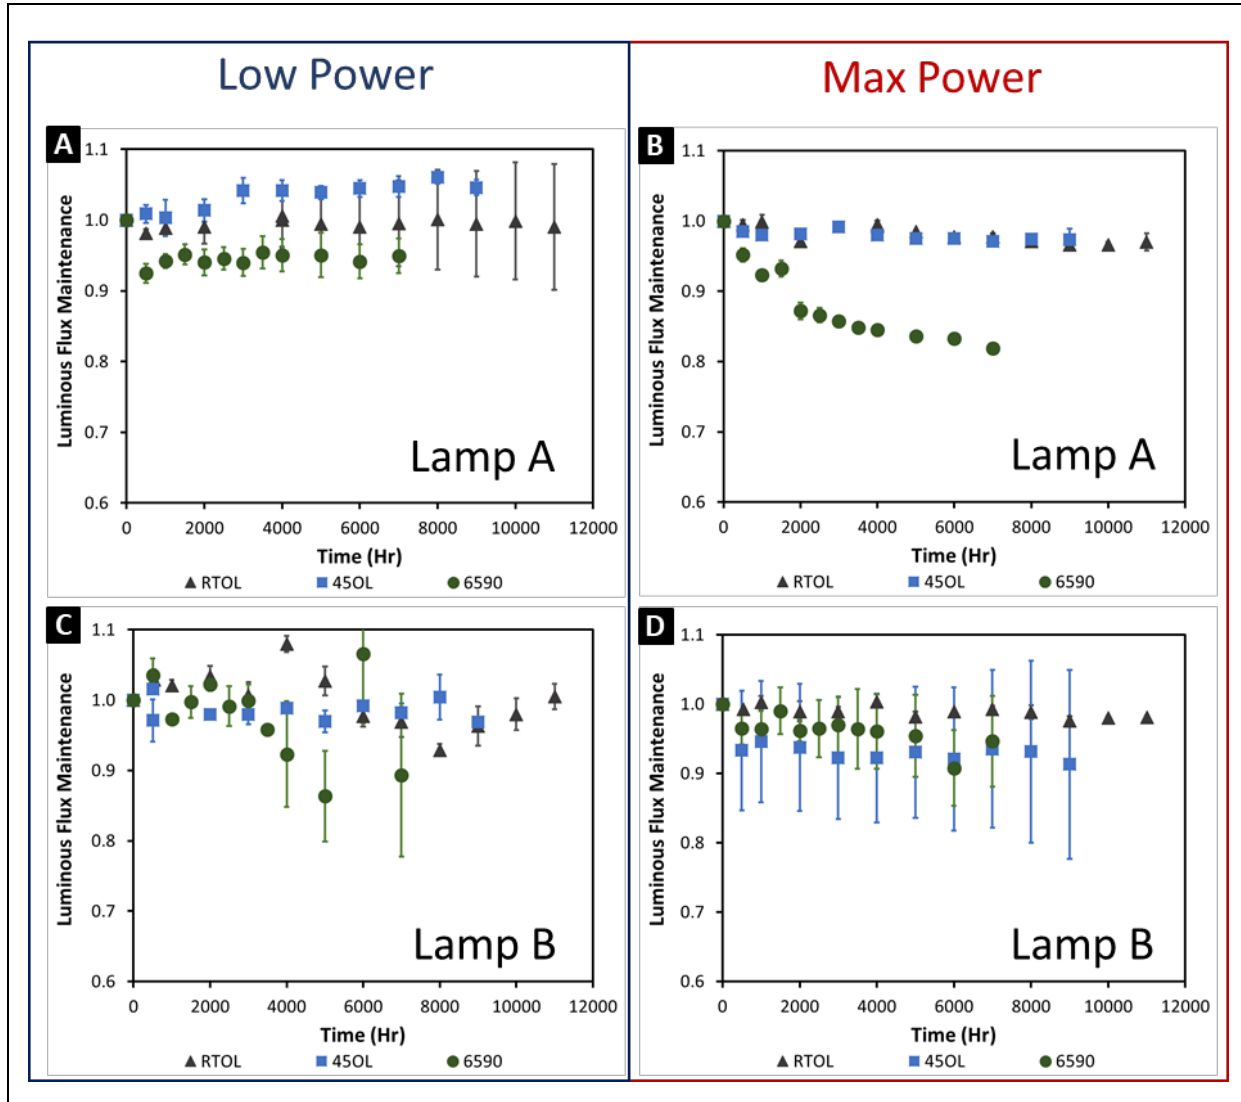 Low Power
Max Power
A
1.1
1.0
0.9
0.8
0.7
0.6
Luminous Flux Maintenance
Lamp A
0 2000 4000 6000 8000 10000 12000
Time (Hr)
RTOL 45OL 6590
B
1.1
1.0
0.9
0.8
0.7
0.6
Luminous Flux Maintenance
Lamp A
0 2000 4000 6000 8000 10000 12000
Time (Hr)
RTOL 45OL 6590
C
1.1
1.0
0.9
0.8
0.7
0.6
Luminous Flux Maintenance
Lamp B
0 2000 4000 6000 8000 10000 12000
Time (Hr)
RTOL 45OL 6590
D
1.1
1.0
0.9
0.8
0.7
0.6
Luminous Flux Maintenance
Lamp B
0 2000 4000 6000 8000 10000 12000
Time (Hr)
RTOL 45OL 6590